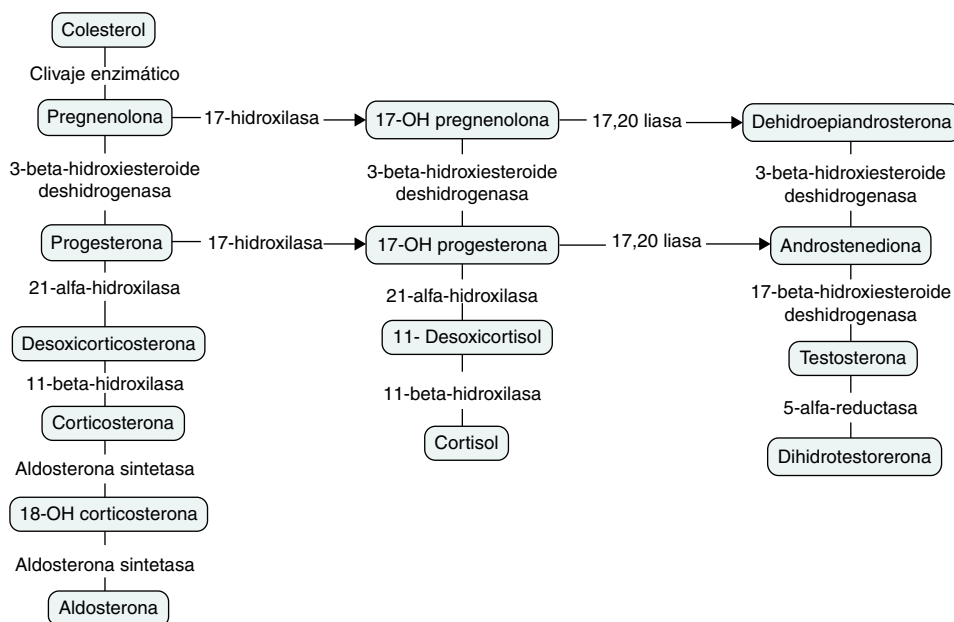 Colesterol
Clivaje enzimático
Pregnenolona
17-hidroxilasa
17-OH pregnenolona
17,20 liasa
Dehidroepiandrosterona
3-beta-hidroxiesteroide
deshidrogenasa
3-beta-hidroxiesteroide
deshidrogenasa
3-beta-hidroxiesteroide
deshidrogenasa
Progesterona
17-hidroxilasa
17-OH progesterona
17,20 liasa
Androstenediona
21-alfa-hidroxilasa
21-alfa-hidroxilasa
17-beta-hidroxiesteroide
deshidrogenasa
Desoxicorticosterona
11- Desoxicortisol
Testosterona
11-beta-hidroxilasa
11-beta-hidroxilasa
5-alfa-reductasa
Corticosterona
Cortisol
Dihidrotestorerona
Aldosterona sintetasa
18-OH corticosterona
Aldosterona sintetasa
Aldosterona